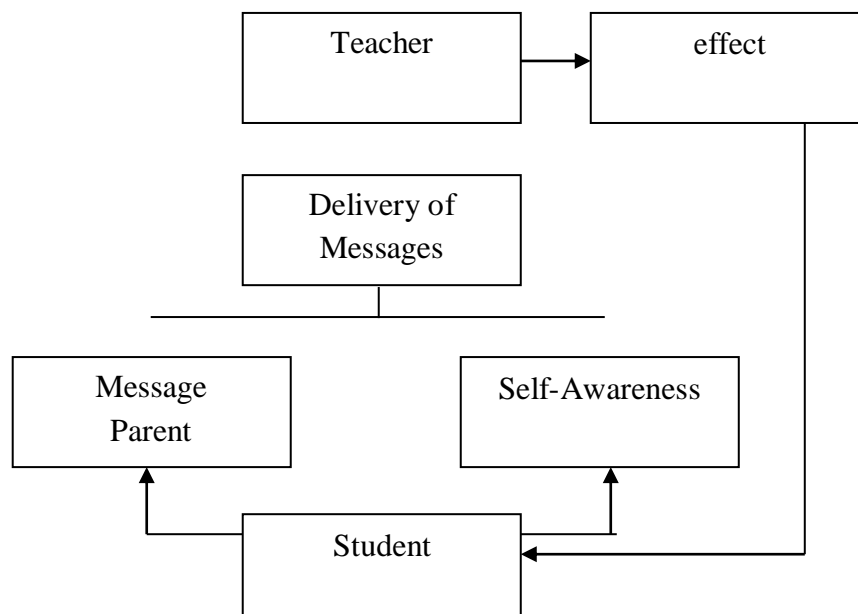 Teacher
effect
Delivery of
Messages
Message
Parent
Self-Awareness
Student